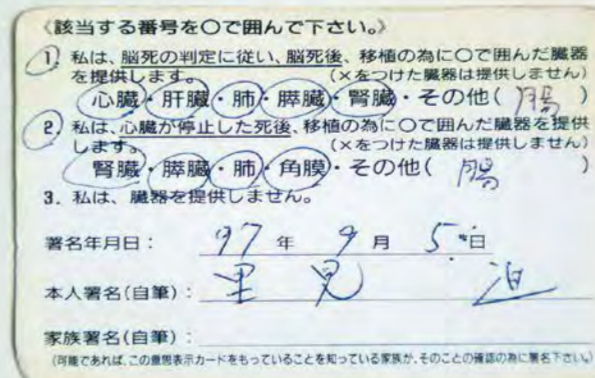 《該当する番号を○で囲んで下さい。》
1. 私は、脳死の判定に従い、脳死後、移植の為に○で囲んだ臓器
を提供します。 (×をつけた臓器は提供しません)
心臓・肝臓・肺・膵臓・腎臓・その他( 腸 )
2. 私は、心臓が停止した死後、移植の為に○で囲んだ臓器を提供
します。 (×をつけた臓器は提供しません)
腎臓・膵臓・肺・角膜・その他( 腸 )
3. 私は、臓器を提供しません。
署名年月日: 97 年 9 月 5 日
本人署名(自筆): 里見
家族署名(自筆):
(可能であれば、この意思表示カードをもっていることを知っている家族が、そのことの確認の為に署名下さい。)